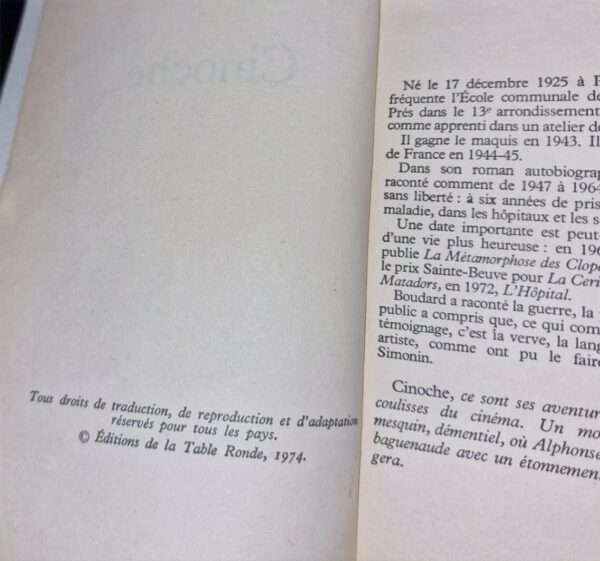 Cinoche
Tous droits de traduction, de reproduction et d'adaptation
réservés pour tous les pays.
© Éditions de la Table Ronde, 1974.
Né le 17 décembre 1925 à
fréquente l'École communale de
Prés dans le 13e arrondissement
comme apprenti dans un atelier de
Il gagne le maquis en 1943. Il
de France en 1944-45.
Dans son roman autobiograp
raconté comment de 1947 à 1964
sans liberté : à six années de pris
maladie, dans les hôpitaux et les s
Une date importante est peut-
d'une vie plus heureuse : en 196
publie La Métamorphose des Clop
le prix Sainte-Beuve pour La Ceri
Matadors, en 1972, L'Hôpital.
Boudard a raconté la guerre, la
public a compris que, ce qui com
témoignage, c'est la verve, la lang
artiste, comme ont pu le faire
Simonin.
Cinoche, ce sont ses aventur
coulisses du cinéma. Un mo
mesquin, démentiel, où Alphonse
baguenaude avec un étonnemen
gera.